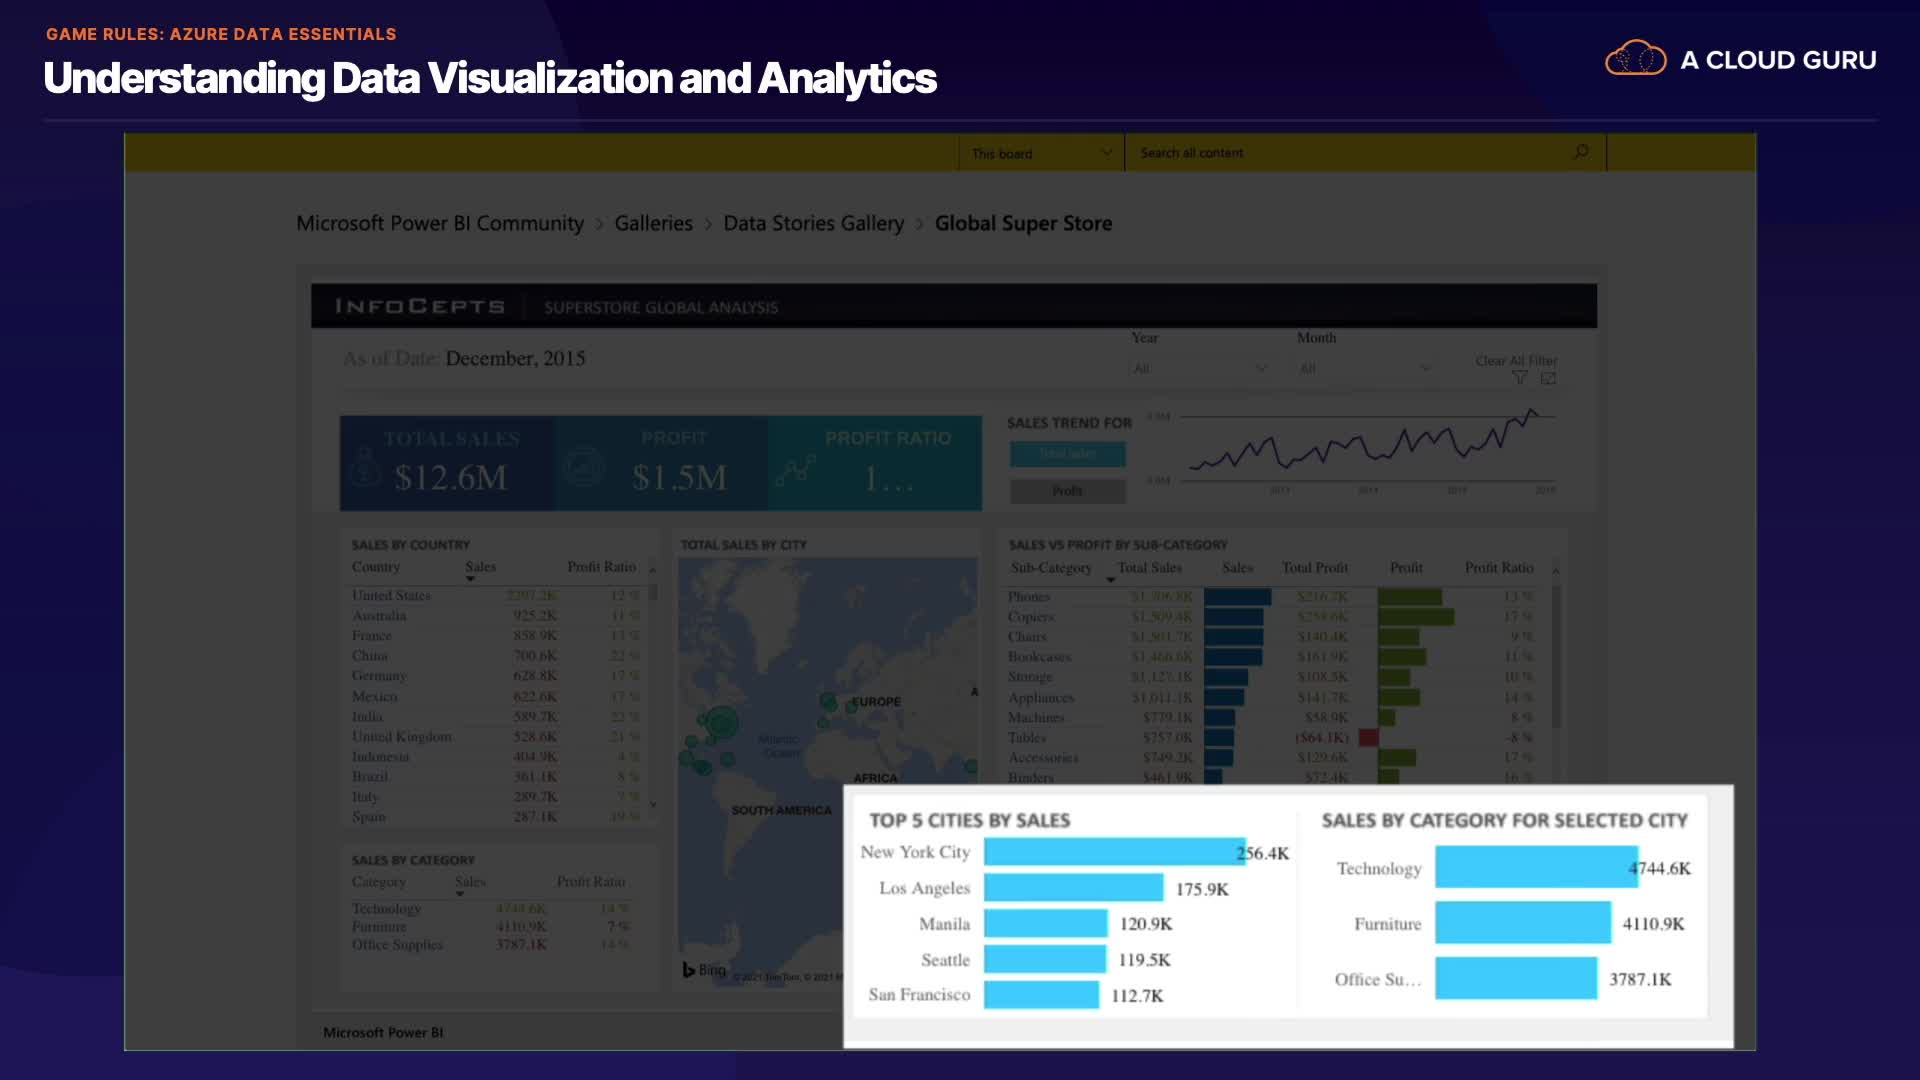 GAME RULES: AZURE DATA ESSENTIALS
Understanding Data Visualization and Analytics
A CLOUD GURU
This board
Search all content
Microsoft Power BI Community > Galleries > Data Stories Gallery > Global Super Store
INFOCEPTS SUPERSTORE GLOBAL ANALYSIS
As of Date: December, 2015
Year
All
Month
All
Clear All Filter
TOTAL SALES
$12.6M
PROFIT
$1.5M
PROFIT RATIO
1...
SALES TREND FOR
Total Sales
Profit
SALES BY COUNTRY
Country Sales Profit Ratio
United States 2297.2K 12 %
Australia 925.2K 11 %
France 858.9K 13 %
China 700.6K 22 %
Germany 628.8K 17 %
Mexico 622.6K 17 %
India 589.7K 22 %
United Kingdom 528.6K 21 %
Indonesia 404.9K 4 %
Brazil 361.1K 8 %
Italy 289.7K 7 %
Spain 287.1K 19 %
TOTAL SALES BY CITY
EUROPE
A
Atlantic
Ocean
AFRICA
SOUTH AMERICA
Bing
© 2021 TomTom, © 2021
SALES VS PROFIT BY SUB-CATEGORY
Sub-Category Total Sales Sales Total Profit Profit Profit Ratio
Phones $216.7K 13 %
Copiers $1,509.4K $258.6K 17 %
Chairs $1,501.7K $140.4K 9 %
Bookcases $1,466.6K $161.9K 11 %
Storage $1,127.1K $108.5K 10 %
Appliances $1,011.1K $141.7K 14 %
Machines $779.1K $58.9K 8 %
Tables $757.0K ($64.1K) -8 %
Accessories $749.2K $129.6K 17 %
Binders $461.9K $72.4K 16 %
SALES BY CATEGORY
Category Sales Profit Ratio
Technology 4744.6K 14 %
Furniture 4110.9K 7 %
Office Supplies 3787.1K 14 %
TOP 5 CITIES BY SALES
New York City 256.4K
Los Angeles 175.9K
Manila 120.9K
Seattle 119.5K
San Francisco 112.7K
SALES BY CATEGORY FOR SELECTED CITY
Technology 4744.6K
Furniture 4110.9K
Office Su... 3787.1K
Microsoft Power BI